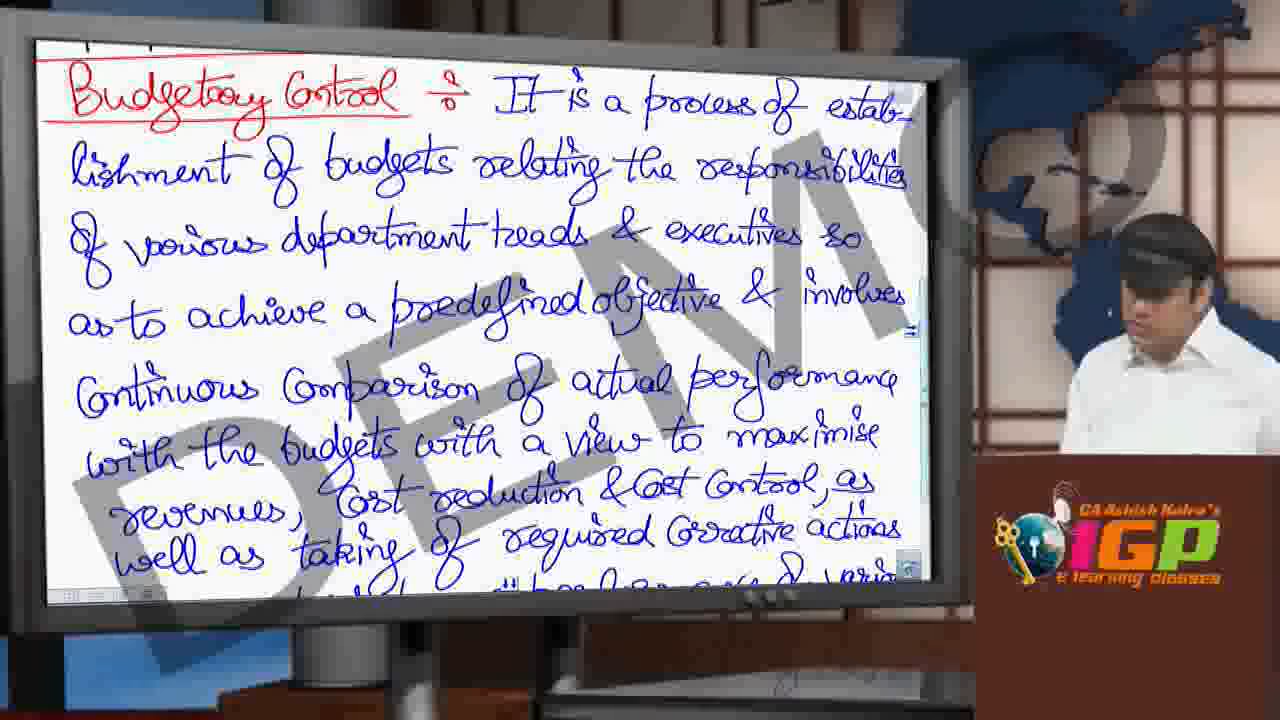 Budgetary Control ÷ It is a process of estab-
lishment of budgets relating the responsibilities
of various department heads & executives so
as to achieve a predefined objective & involves
Continuous Comparison of actual performance
with the budgets with a view to maximise
revenues, Cost reduction & Cost Control, as
well as taking of required Corrective actions
DEMO
CA Ashish Kalra's
IGP
E learning classes